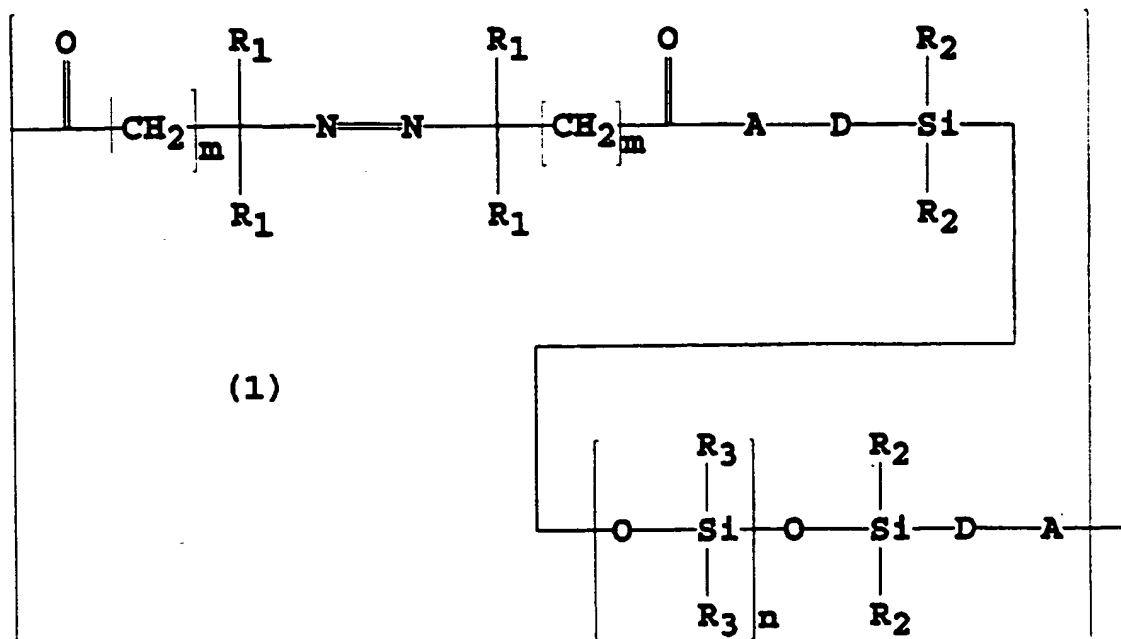 O R1 R1 O R2
CH2 m N N CH2 m A D Si
R1 R1 R2
(1)
R3 R2
O Si O Si D A
R3 n R2